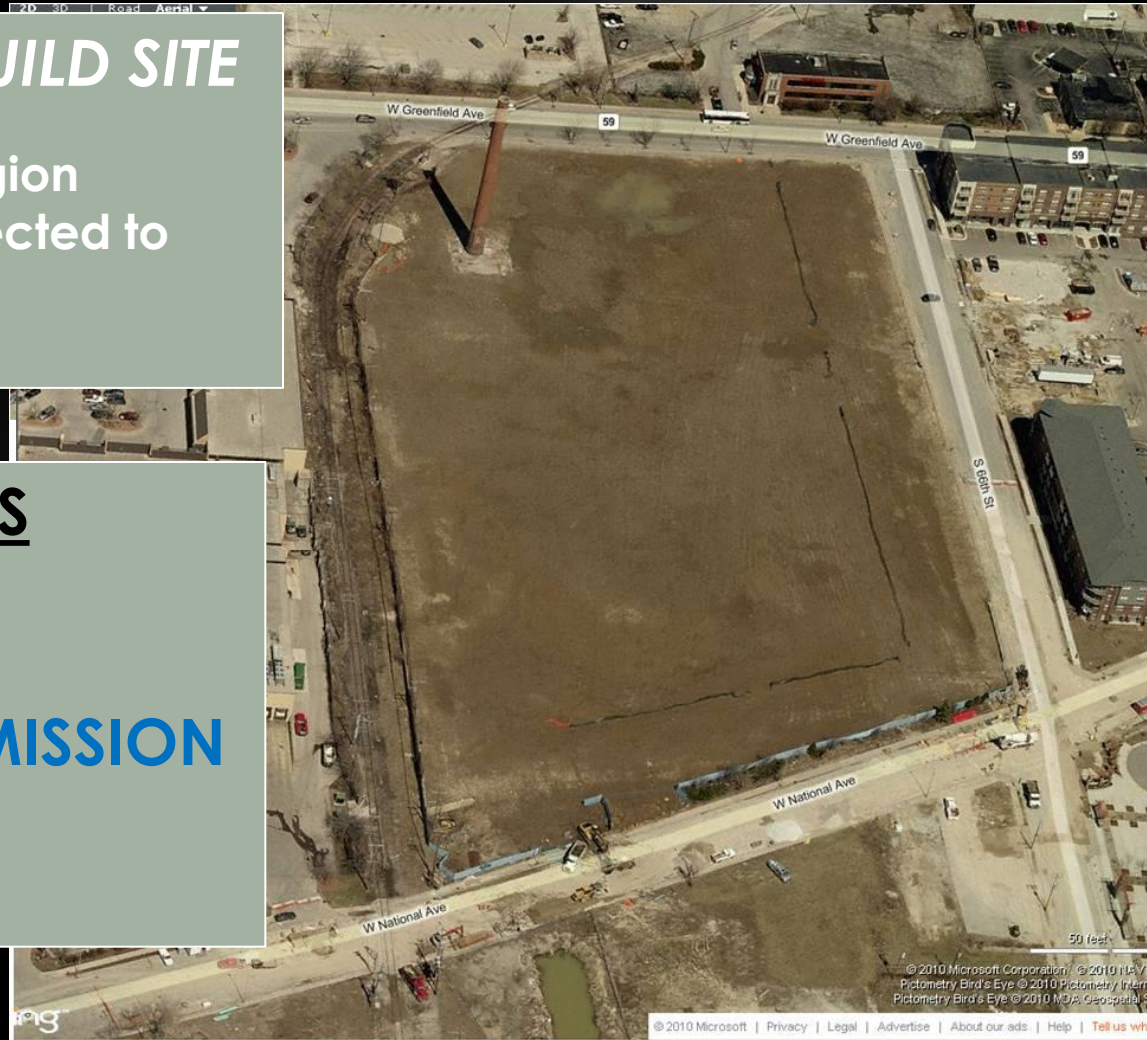 2D 3D | Road Aerial
UILD SITE
gion
ected to
S
MISSION
W Greenfield Ave
59
W Greenfield Ave
59
S 66th St
W National Ave
W National Ave
50 feet
© 2010 Microsoft Corporation © 2010 NAV
Pictometry Bird's Eye © 2010 Pictometry Intern
Pictometry Bird's Eye © 2010 MDA Geospatial S
ing
© 2010 Microsoft | Privacy | Legal | Advertise | About our ads | Help | Tell us wh